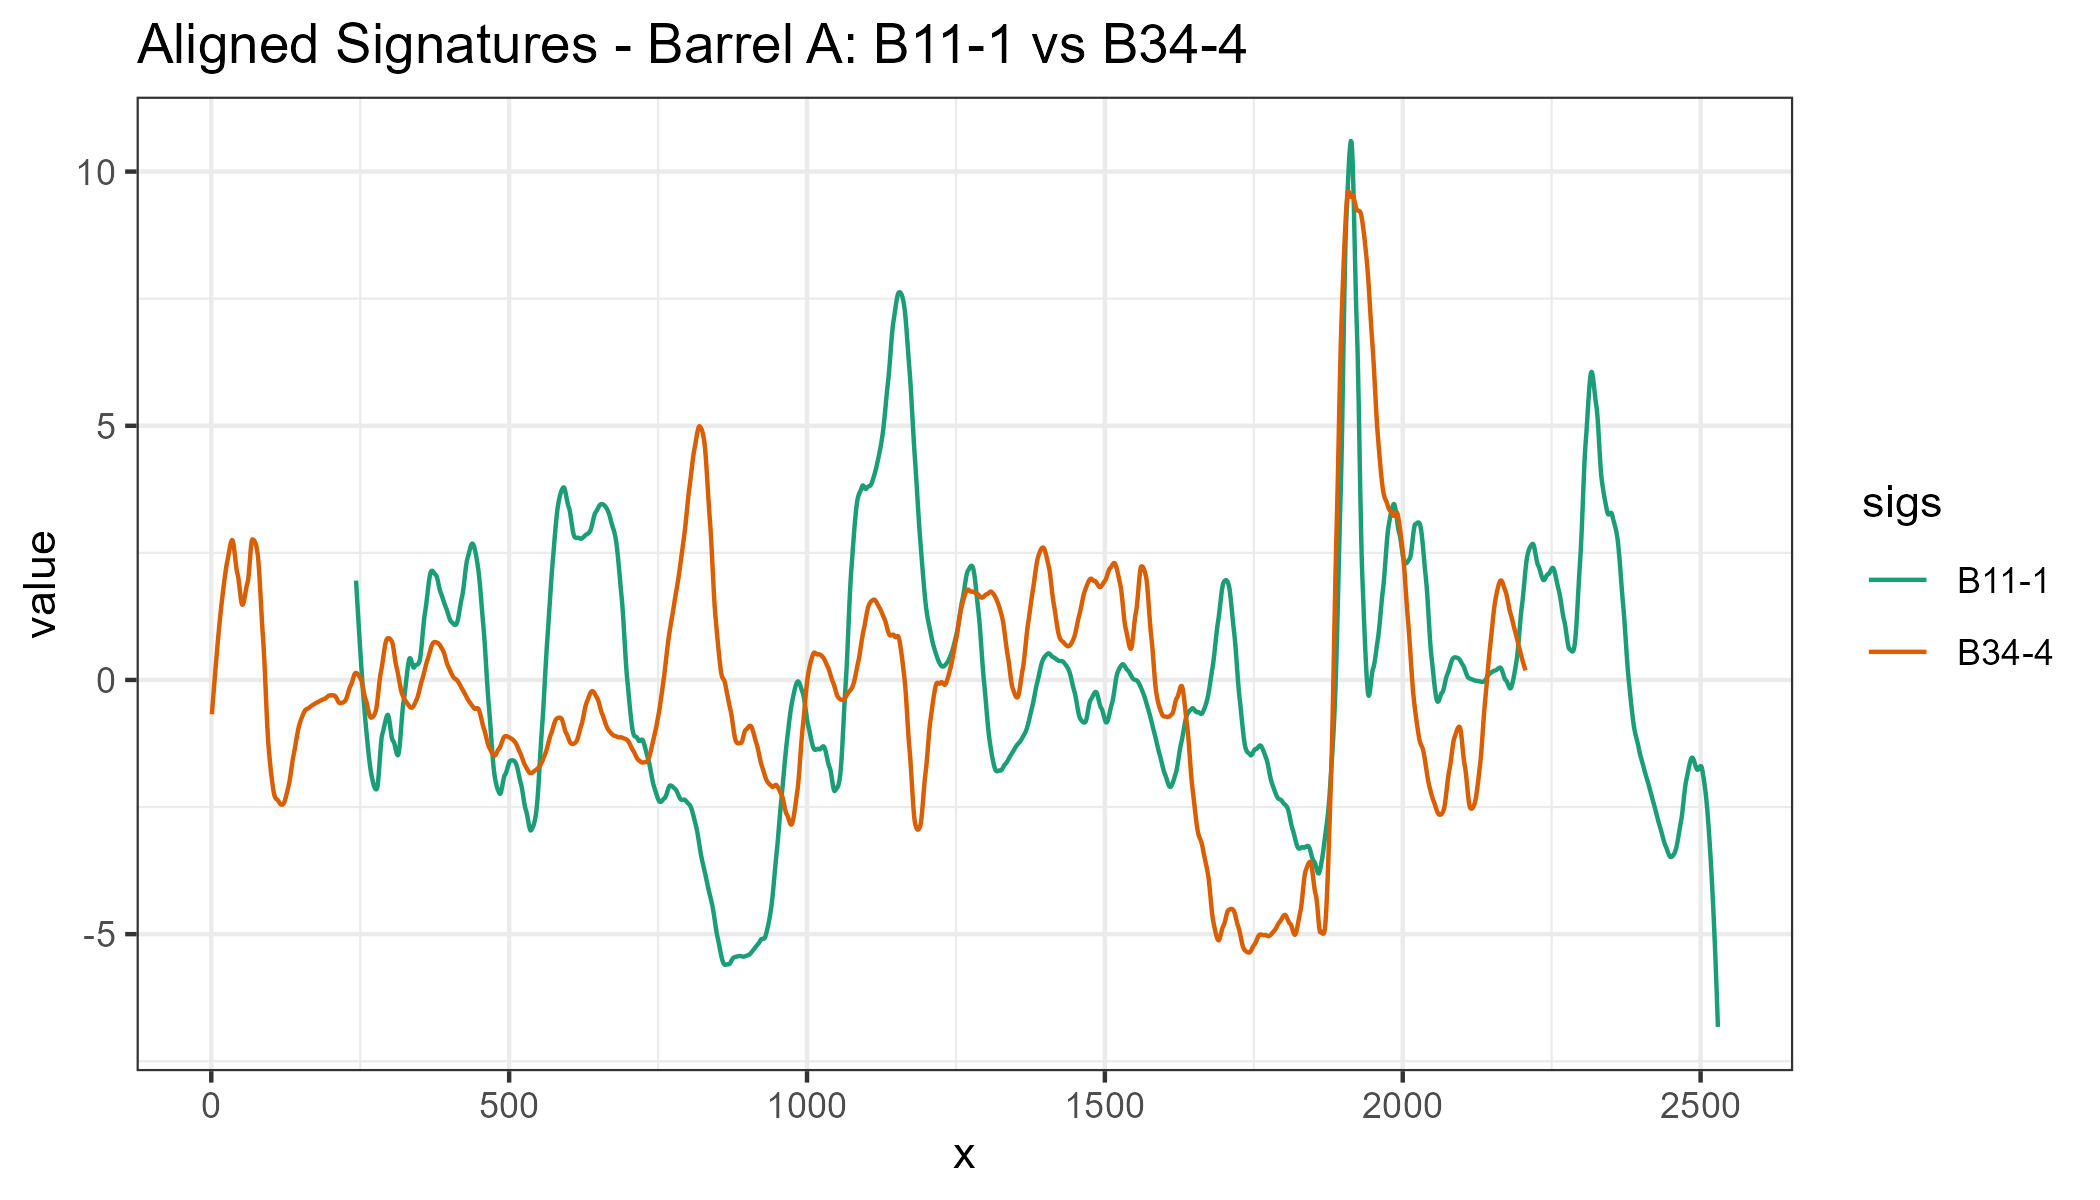 Aligned Signatures - Barrel A: B11-1 vs B34-4
10
5
0
-5
value
0 500 1000 1500 2000 2500
x
sigs
B11-1
B34-4